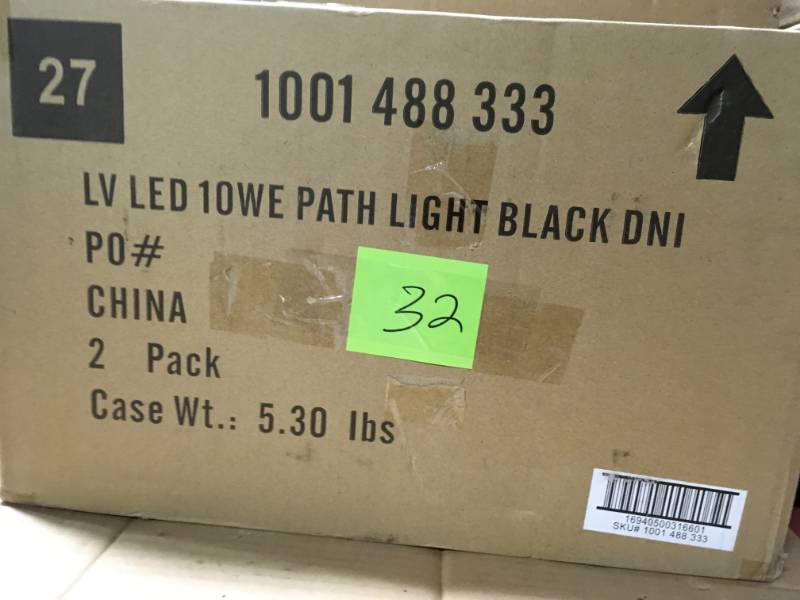 27
1001 488 333
LV LED 10WE PATH LIGHT BLACK DNI
PO#
CHINA
32
2 Pack
Case Wt.: 5.30 lbs
16940500316601
SKU# 1001 488 333